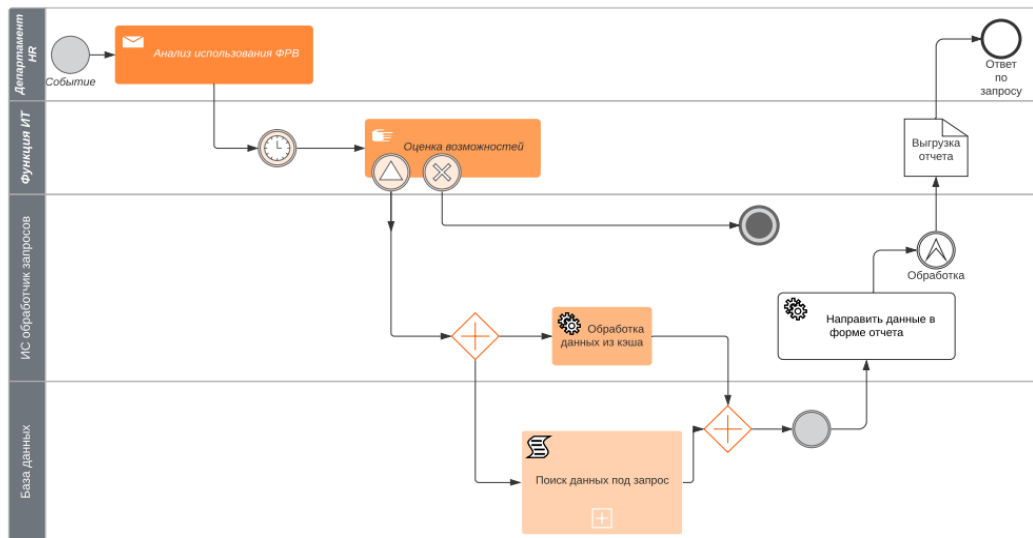 Департамент
HR
Событие
Анализ использования ФРВ
Ответ
по
запросу
Функция ИТ
Оценка возможностей
Выгрузка
отчета
ИС обработчик запросов
Обработка
Направить данные в
форме отчета
Обработка
данных из кэша
База данных
Поиск данных под запрос